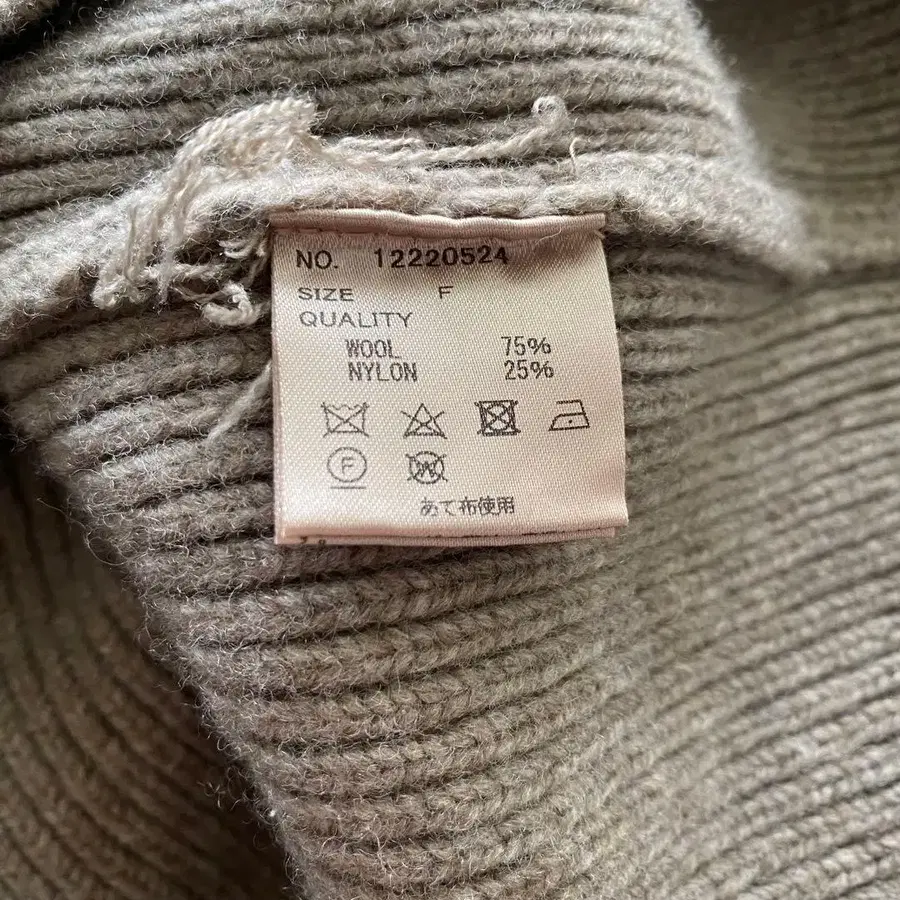 NO. 12220524
SIZE F
QUALITY
WOOL 75%
NYLON 25%
F W
あて布使用